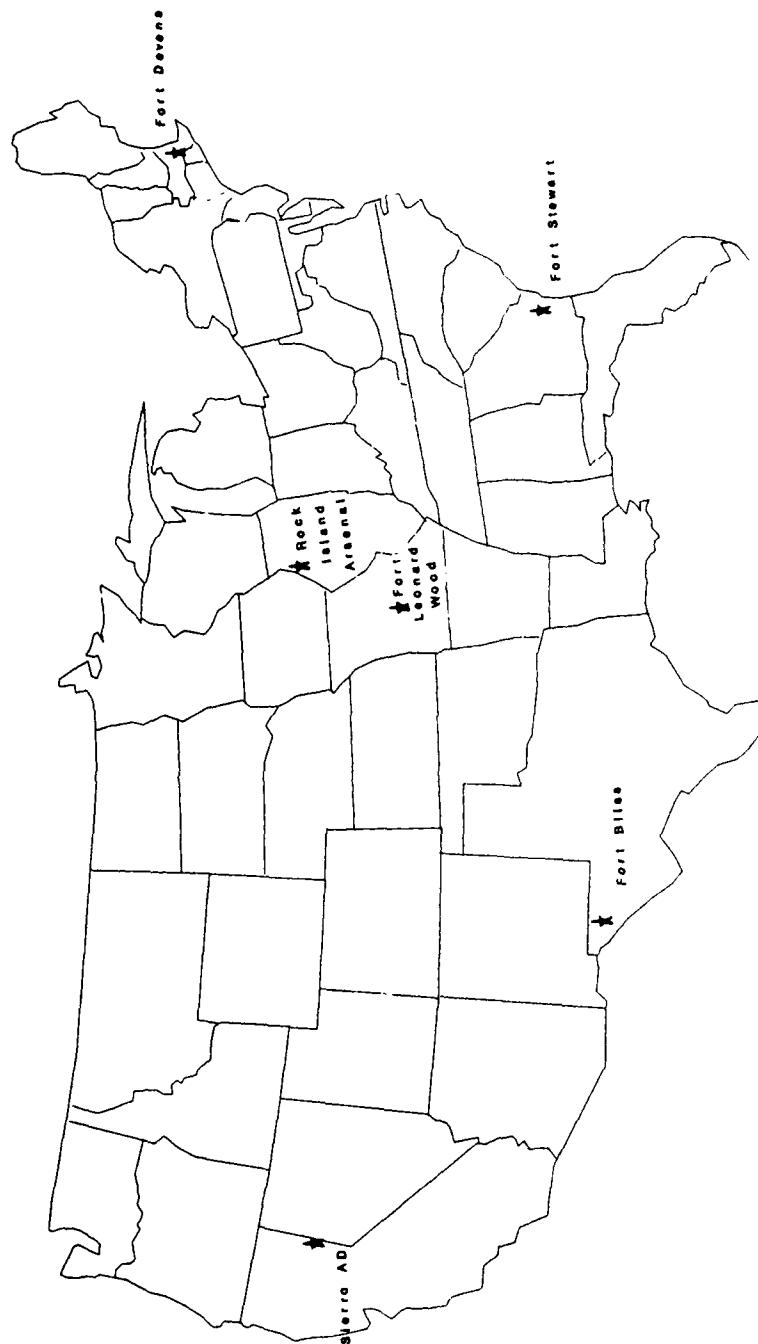 Fort Devens
Rock
Island
Arsenal
Fort
Leonard
Wood
Fort Stewart
Fort Bliss
Sierra AD